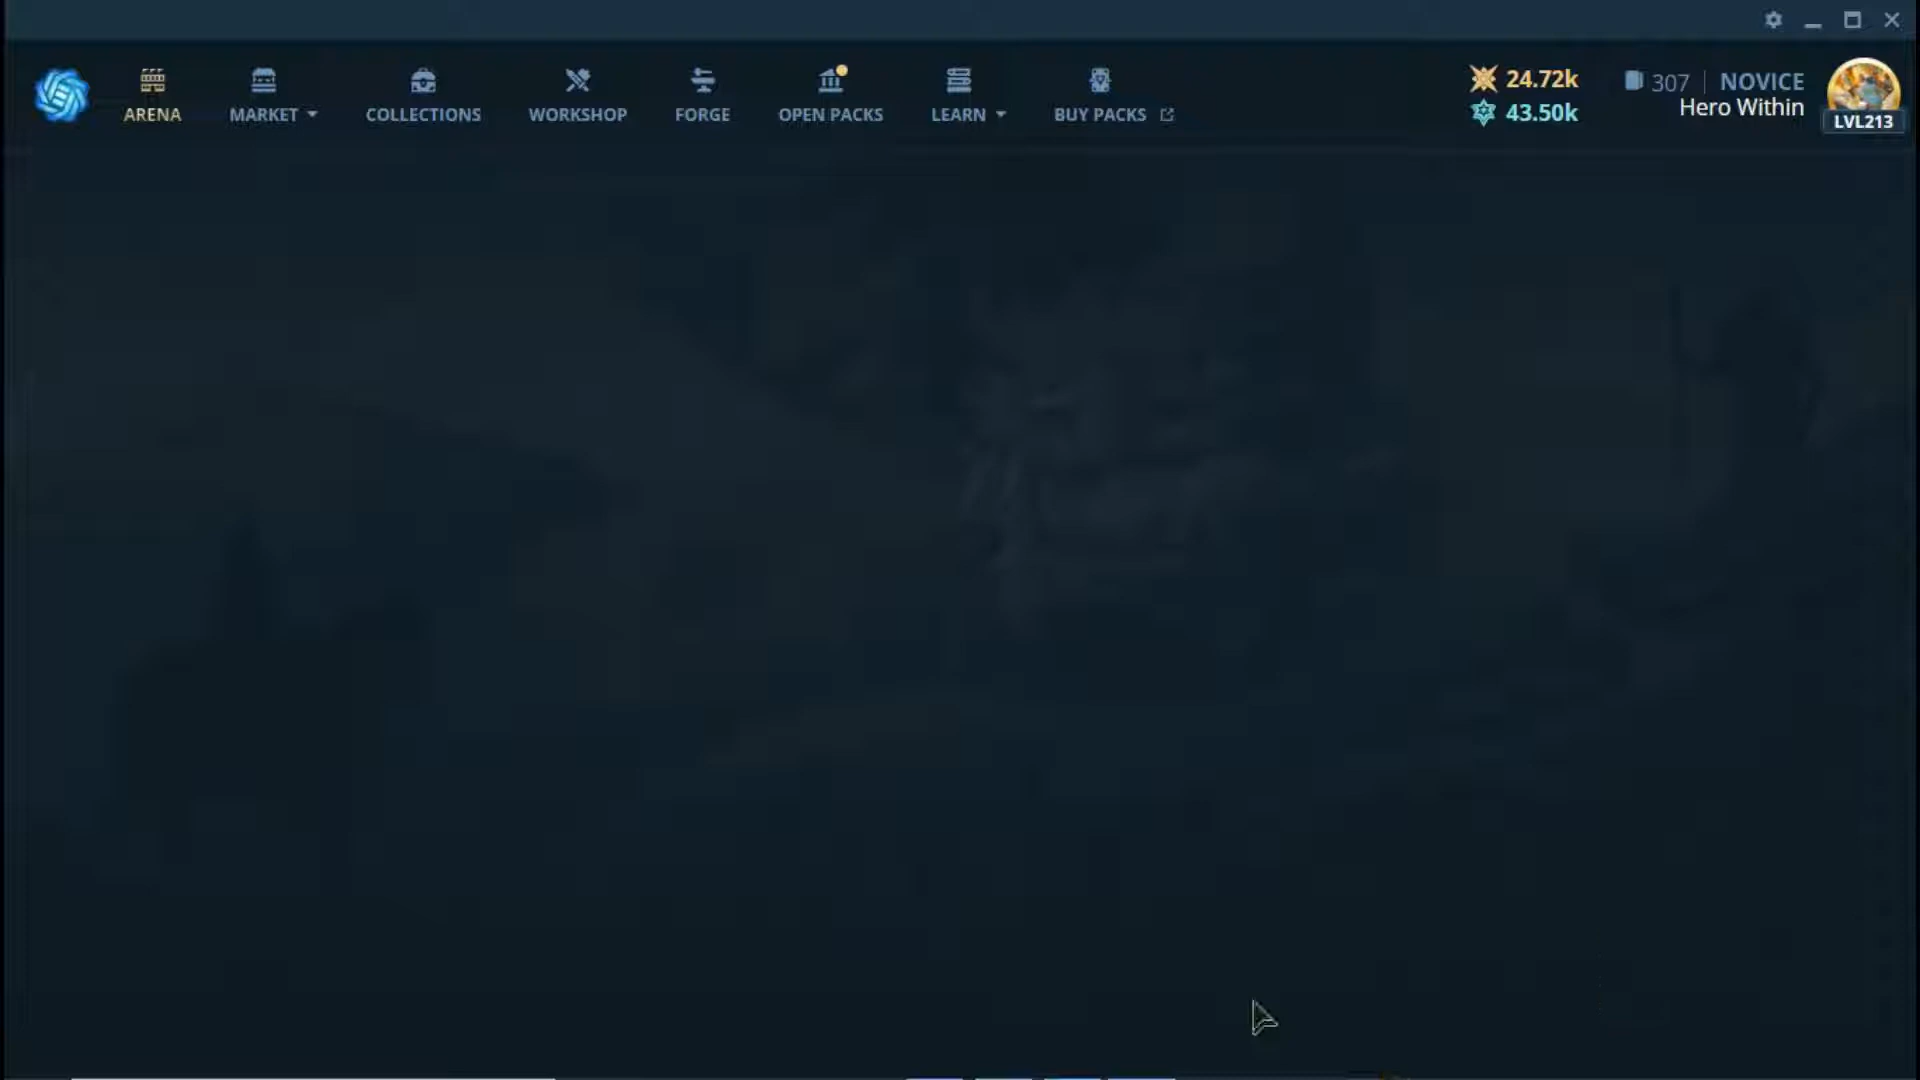 ARENA
MARKET
COLLECTIONS
WORKSHOP
FORGE
OPEN PACKS
LEARN
BUY PACKS
24.72k
43.50k
307
NOVICE
Hero Within
LVL213